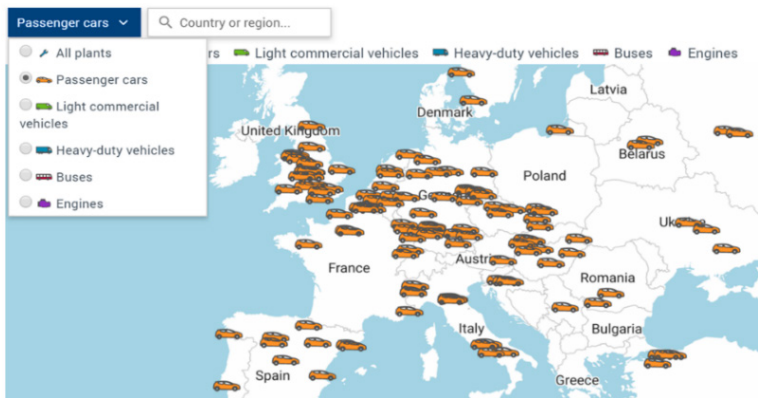 Passenger cars
Country or region...
All plants
rs Light commercial vehicles Heavy-duty vehicles Buses Engines
Passenger cars
Light commercial
vehicles
Heavy-duty vehicles
Buses
Engines
Latvia
Denmark
United Kingdom
Belarus
Poland
Austri
France
Romania
Italy
Bulgaria
Spain
Greece